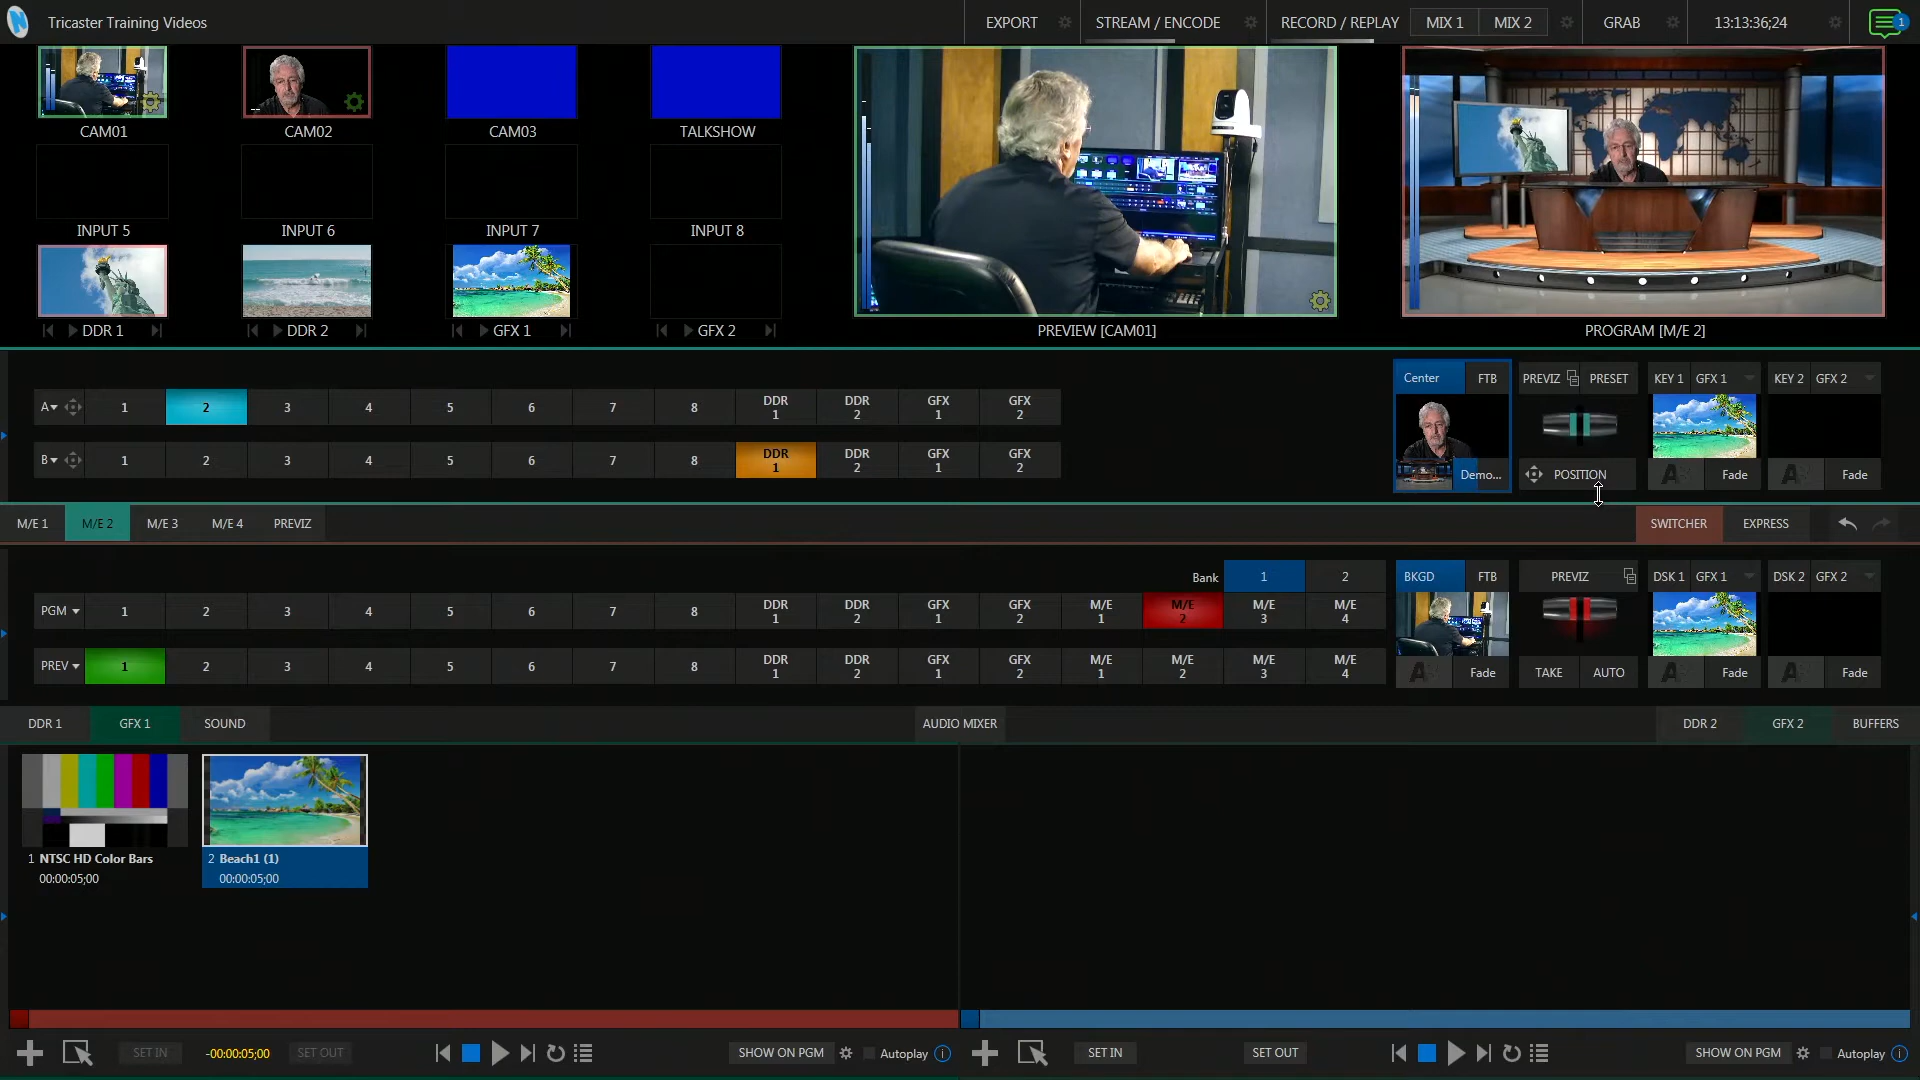 Tricaster Training Videos
EXPORT STREAM / ENCODE RECORD / REPLAY MIX 1 MIX 2 GRAB 13:13:36;24 1
CAM01 CAM02 CAM03 TALKSHOW
INPUT 5 INPUT 6 INPUT 7 INPUT 8
DDR 1 DDR 2 GFX 1 GFX 2
PREVIEW [CAM01] PROGRAM [M/E 2]
A 1 2 3 4 5 6 7 8 DDR 1 DDR 2 GFX 1 GFX 2
B 1 2 3 4 5 6 7 8 DDR 1 DDR 2 GFX 1 GFX 2
Center FTB PREVIZ PRESET KEY 1 GFX 1 KEY 2 GFX 2
Demo... POSITION A Fade A Fade
M/E 1 M/E 2 M/E 3 M/E 4 PREVIZ SWITCHER EXPRESS
Bank 1 2 BKGD FTB PREVIZ DSK 1 GFX 1 DSK 2 GFX 2
PGM 1 2 3 4 5 6 7 8 DDR 1 DDR 2 GFX 1 GFX 2 M/E 1 M/E 2 M/E 3 M/E 4
PREV 1 2 3 4 5 6 7 8 DDR 1 DDR 2 GFX 1 GFX 2 M/E 1 M/E 2 M/E 3 M/E 4
A Fade TAKE AUTO A Fade A Fade
DDR 1 GFX 1 SOUND AUDIO MIXER DDR 2 GFX 2 BUFFERS
1 NTSC HD Color Bars
00:00:05;00
2 Beach1 (1)
00:00:05;00
SET IN -00:00:05;00 SET OUT SHOW ON PGM Autoplay i
SET IN SET OUT SHOW ON PGM Autoplay i